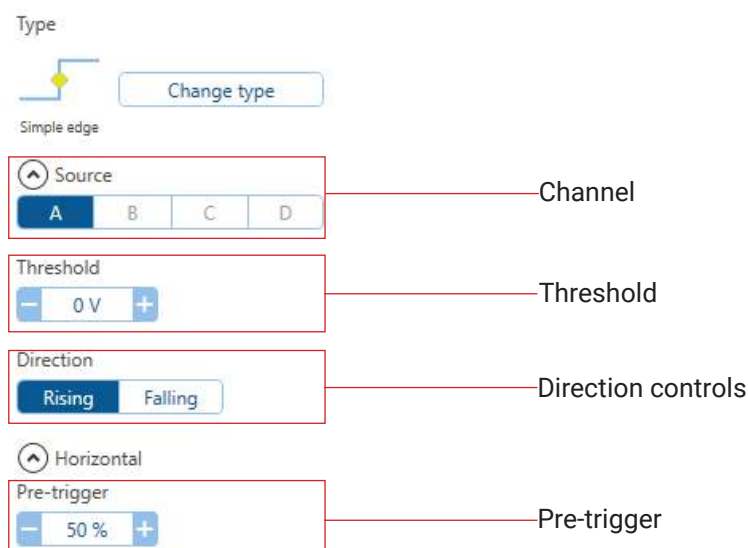 Type
Change type
Simple edge
Source
Channel
A B C D
Threshold
0 V
Threshold
Direction
Rising Falling
Direction controls
Horizontal
Pre-trigger
50 %
Pre-trigger